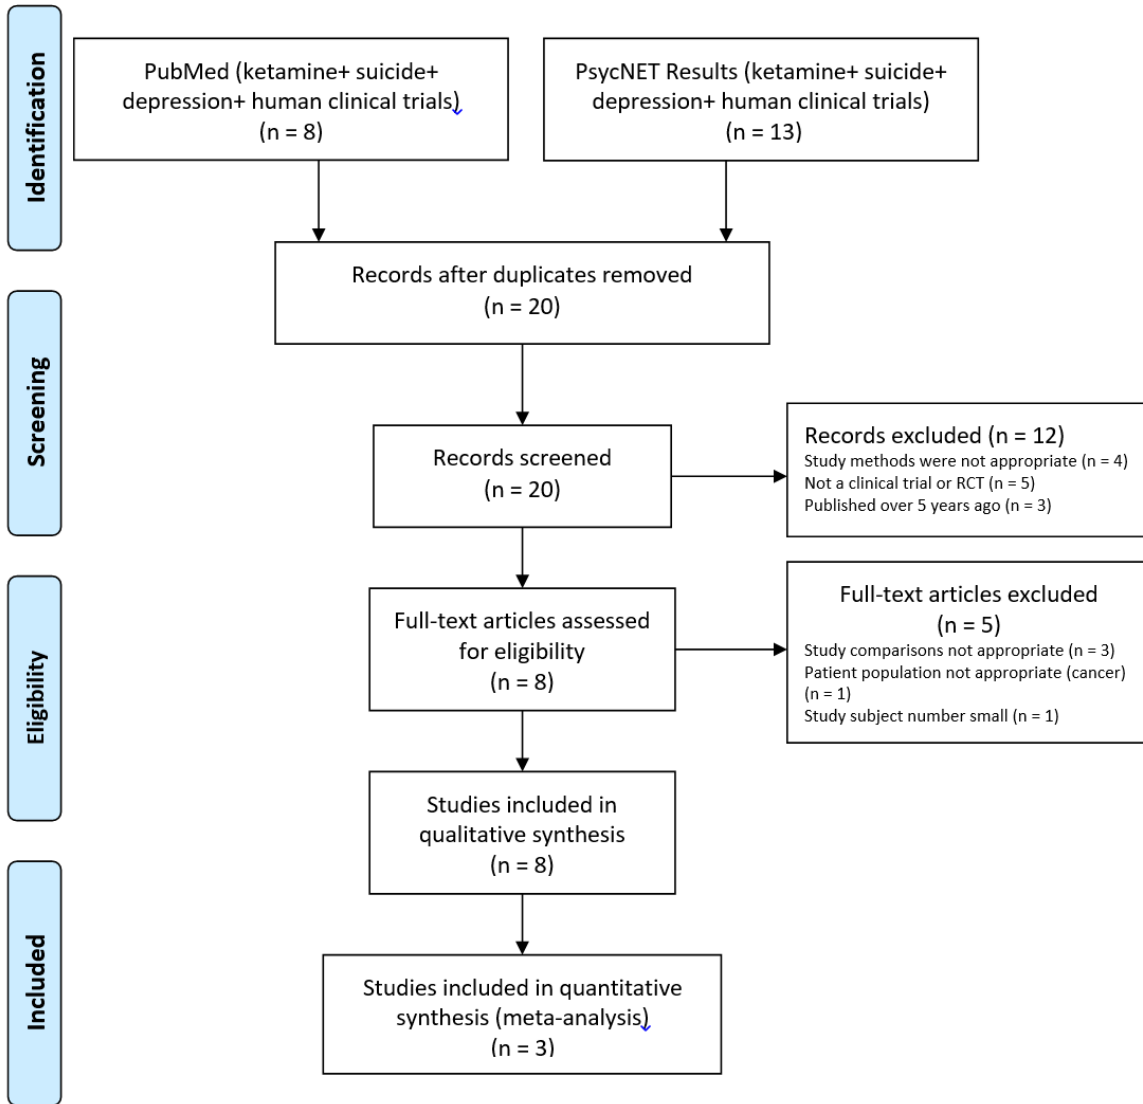 Identification
PubMed (ketamine+ suicide+
depression+ human clinical trials)
(n = 8)
PsycNET Results (ketamine+ suicide+
depression+ human clinical trials)
(n = 13)
Records after duplicates removed
(n = 20)
Screening
Records screened
(n = 20)
Records excluded (n = 12)
Study methods were not appropriate (n = 4)
Not a clinical trial or RCT (n = 5)
Published over 5 years ago (n = 3)
Eligibility
Full-text articles assessed
for eligibility
(n = 8)
Full-text articles excluded
(n = 5)
Study comparisons not appropriate (n = 3)
Patient population not appropriate (cancer)
(n = 1)
Study subject number small (n = 1)
Studies included in
qualitative synthesis
(n = 8)
Included
Studies included in quantitative
synthesis (meta-analysis)
(n = 3)